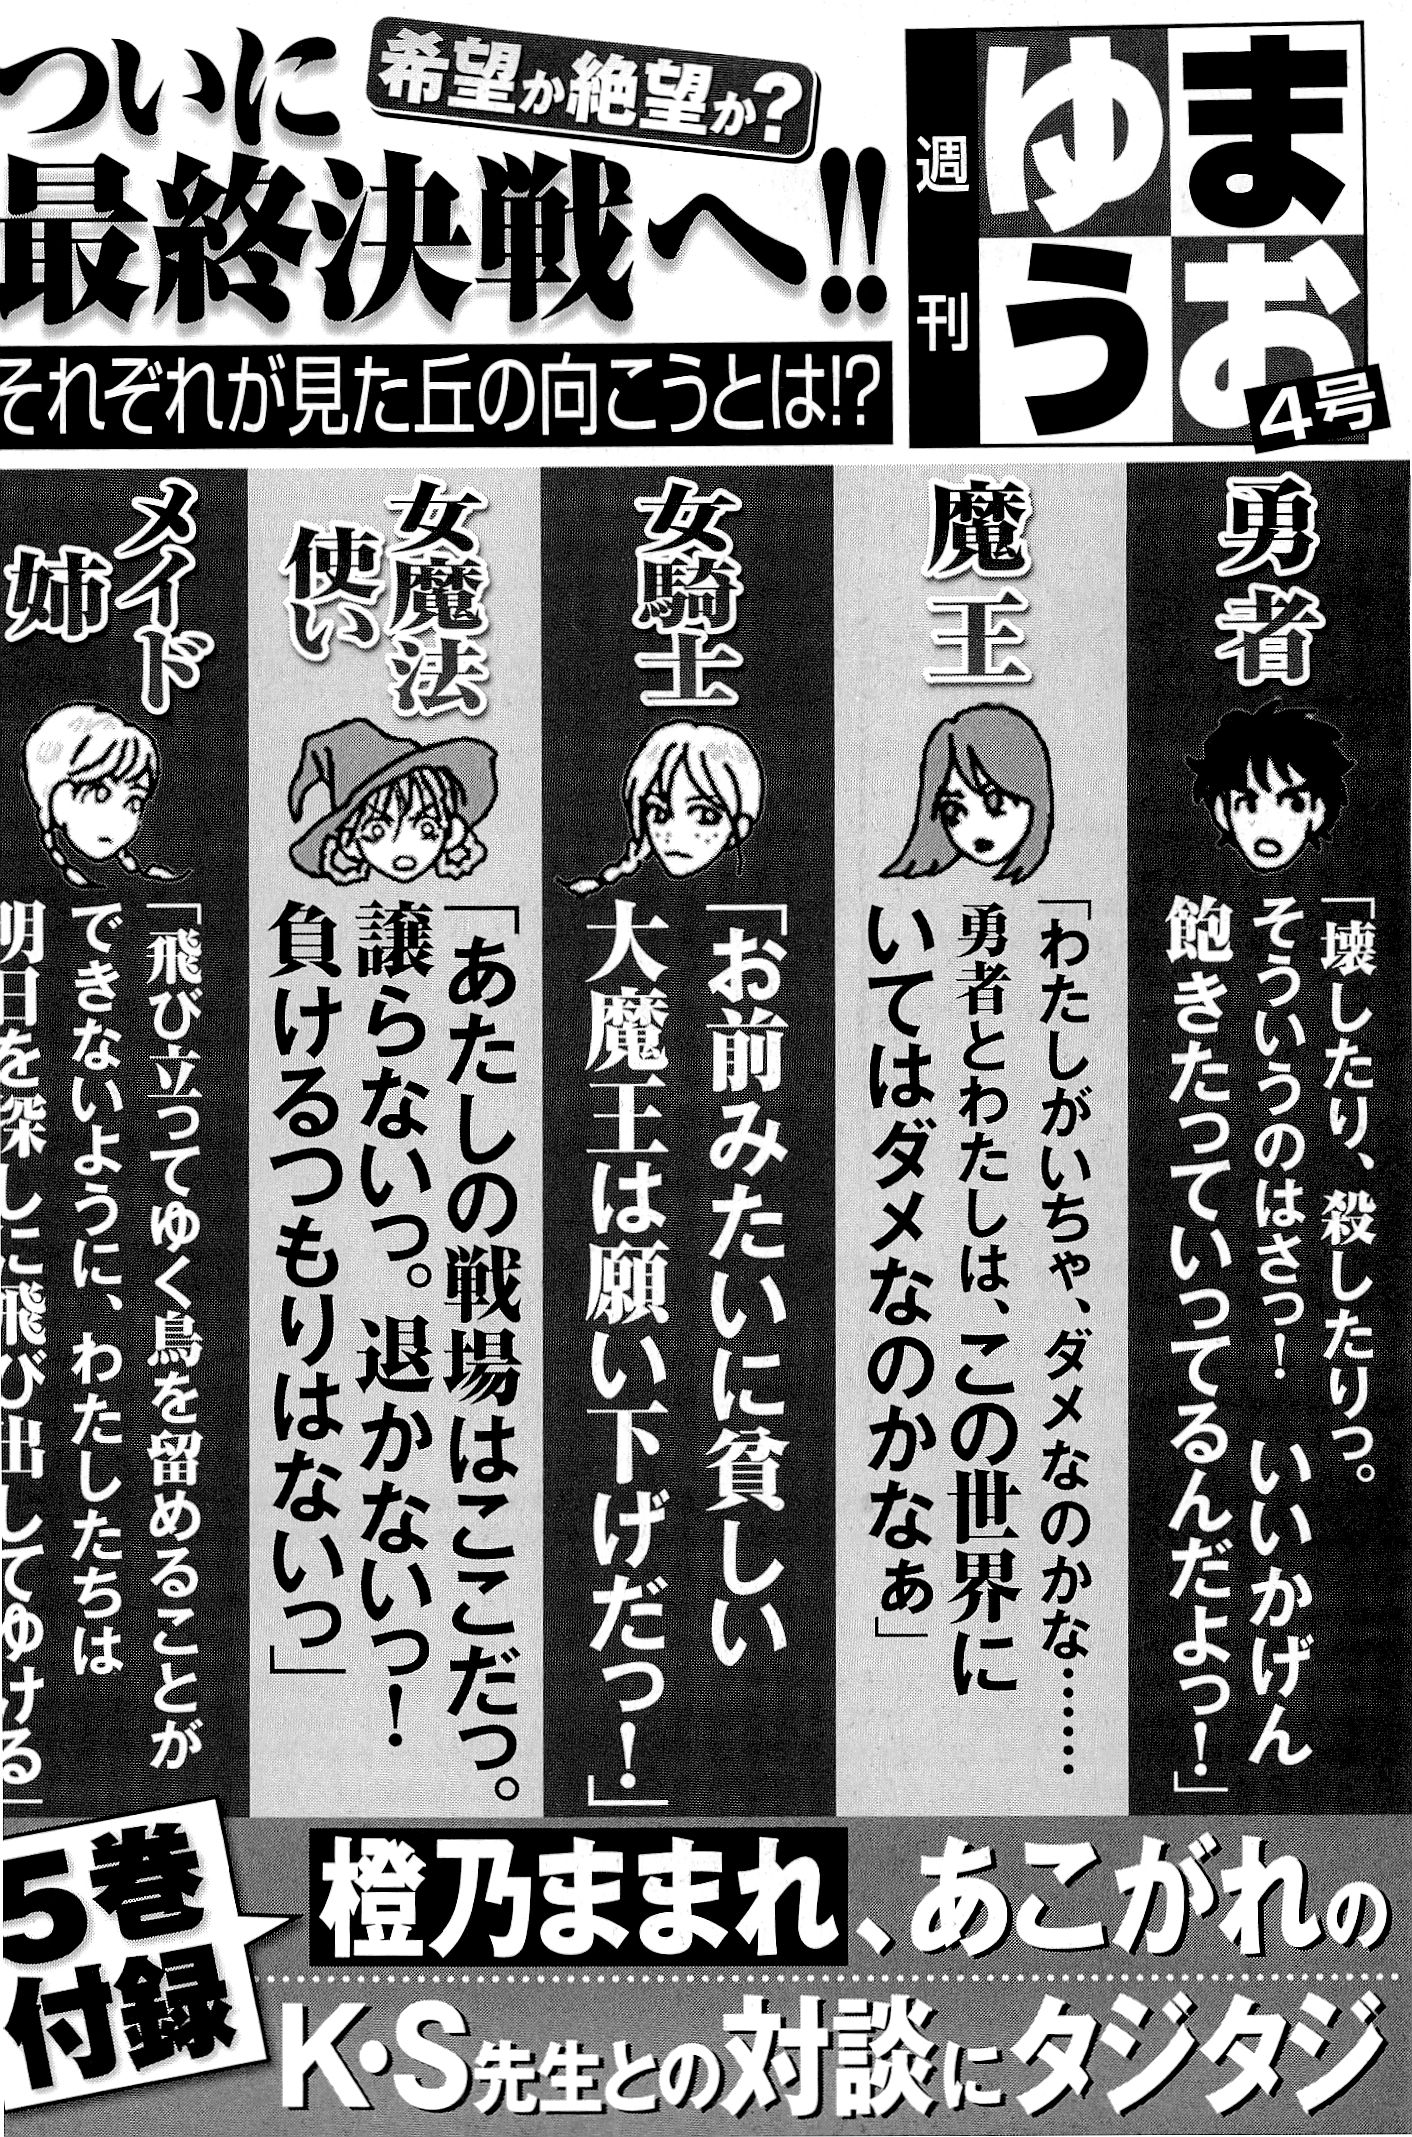 週刊
まおゆう
4号
希望か絶望か?
ついに
最終決戦へ!!
それぞれが見た丘の向こうとは!?
勇者
「壊したり、殺したりっ。
そういうのはさっ! いいかげん
飽きたっていってるんだよっ!」
魔王
「わたしがいちゃ、ダメなのかな……
勇者とわたしは、この世界に
いてはダメなのかなぁ」
女騎士
「お前みたいに貧しい
大魔王は願い下げだっ!」
女魔法
使い
「あたしの戦場はここだっ。
譲らないっ。退かないっ!
負けるつもりはないっ」
メイド
姉
「飛び立ってゆく鳥を留めることが
できないように、わたしたちは
明日を探しに飛び出してゆける」
5巻
付録
橙乃ままれ、あこがれの
K・S先生との対談にタジタジ